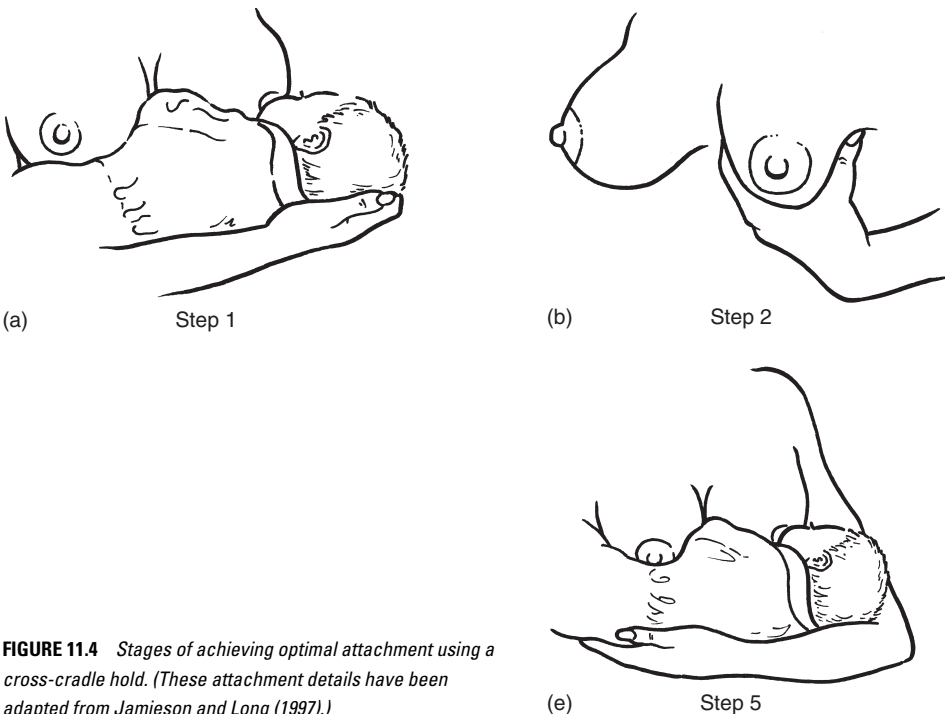 (a) Step 1
(b) Step 2
FIGURE 11.4 Stages of achieving optimal attachment using a
cross-cradle hold. (These attachment details have been
adapted from Jamieson and Long (1997).)
(e) Step 5